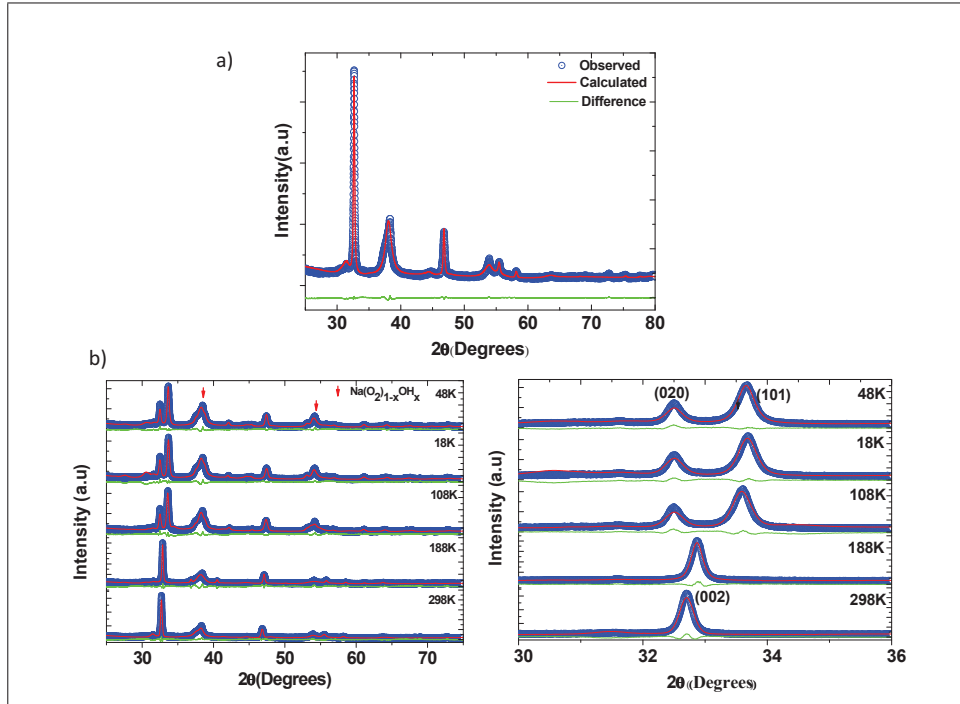 a)
Observed
Calculated
Difference
Intensity(a.u)
30 40 50 60 70 80
2θ(Degrees)
b)
Na(O2)1-xOHx
48K
18K
108K
188K
298K
Intensity (a.u)
30 40 50 60 70
2θ(Degrees)
(020)
(101)
48K
18K
108K
188K
(002)
298K
Intensity (a.u)
30 32 34 36
2θ((Degrees))